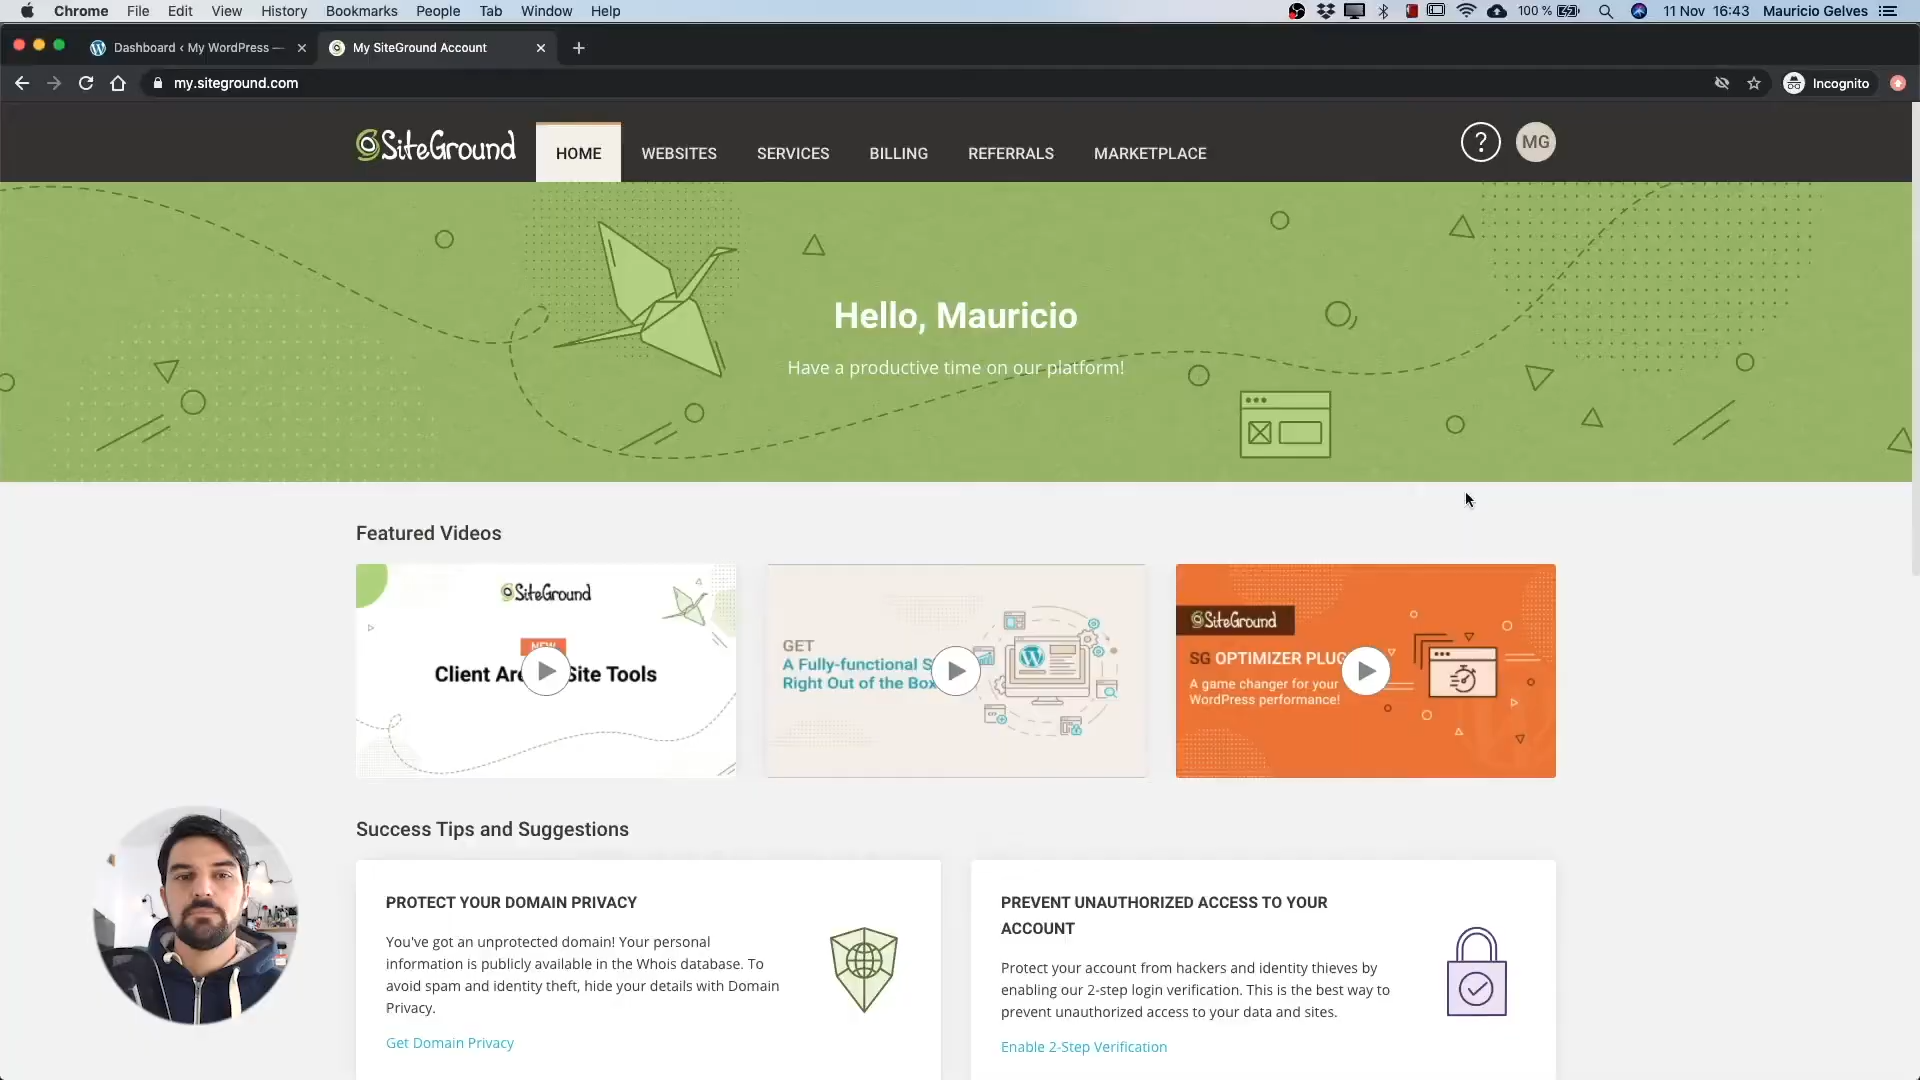 Chrome File Edit View History Bookmarks People Tab Window Help 100 % 11 Nov 16:43 Mauricio Gelves
Dashboard ‹ My WordPress —
My SiteGround Account
my.siteground.com
Incognito
SiteGround
HOME
WEBSITES
SERVICES
BILLING
REFERRALS
MARKETPLACE
?
MG
Hello, Mauricio
Have a productive time on our platform!
Featured Videos
SiteGround
NEW
Client Site Tools
GET
A Fully-functional
Right Out of the Box
SiteGround
SG OPTIMIZER
A game changer for your
WordPress performance!
Success Tips and Suggestions
PROTECT YOUR DOMAIN PRIVACY
You've got an unprotected domain! Your personal
information is publicly available in the Whois database. To
avoid spam and identity theft, hide your details with Domain
Privacy.
Get Domain Privacy
PREVENT UNAUTHORIZED ACCESS TO YOUR
ACCOUNT
Protect your account from hackers and identity thieves by
enabling our 2-step login verification. This is the best way to
prevent unauthorized access to your data and sites.
Enable 2-Step Verification